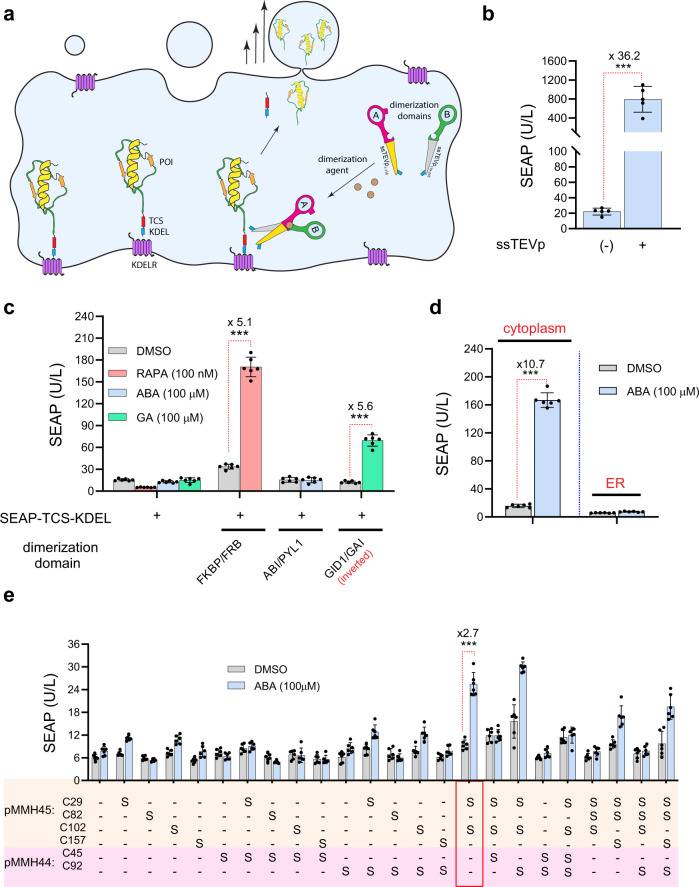 a
A
B
dimerization
domains
POI
ssTEVp
dimerization
agent
A
B
TCS
KDEL
KDELR
b
x 36.2
***
SEAP (U/L)
1600
1200
800
400
100
80
60
40
20
0
ssTEVp (-) +
c
SEAP (U/L)
240
210
180
150
120
90
60
30
0
DMSO
RAPA (100 nM)
ABA (100 µM)
GA (100 µM)
x 5.1
***
x 5.6
***
SEAP-TCS-KDEL + + + +
dimerization
domain
FKBP/FRB
ABI/PYL1
GID1/GAI
(inverted)
d
cytoplasm
SEAP (U/L)
240
200
160
120
80
40
0
x10.7
***
DMSO
ABA (100 µM)
ER
+ +
e
SEAP (U/L)
36
30
24
18
12
6
0
DMSO
ABA (100µM)
x2.7
***
pMMH45:
C29 - S - - - - S - - - - S - - - S S S - S S S S S
C82 - - S - - - - S - - - - S - - - - - - - S S S S
C102 - - - S - - - - S - - - - S - S S S - S S S S S
C157 - - - - S - - - - S - - - - S - - - - - - S - S
pMMH44:
C45 - - - - - S S S S S - - - - - - S - S S - - - -
C92 - - - - - - - - - - S S S S S - - S S S - - S S